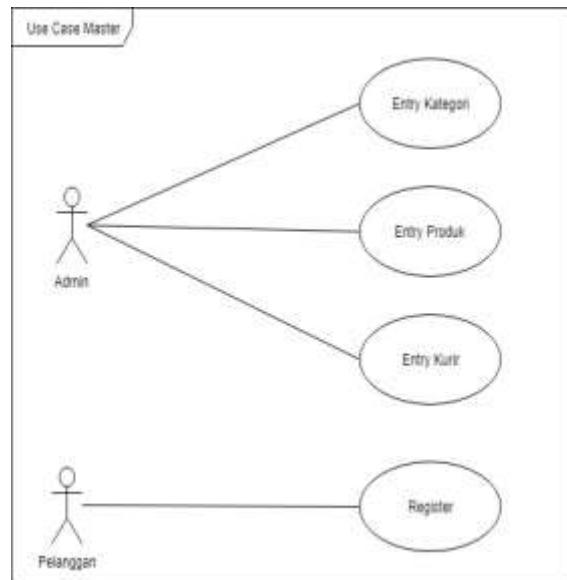 Use Case Master
Entry Kategori
Entry Produk
Admin
Entry Kurir
Register
Pelanggan